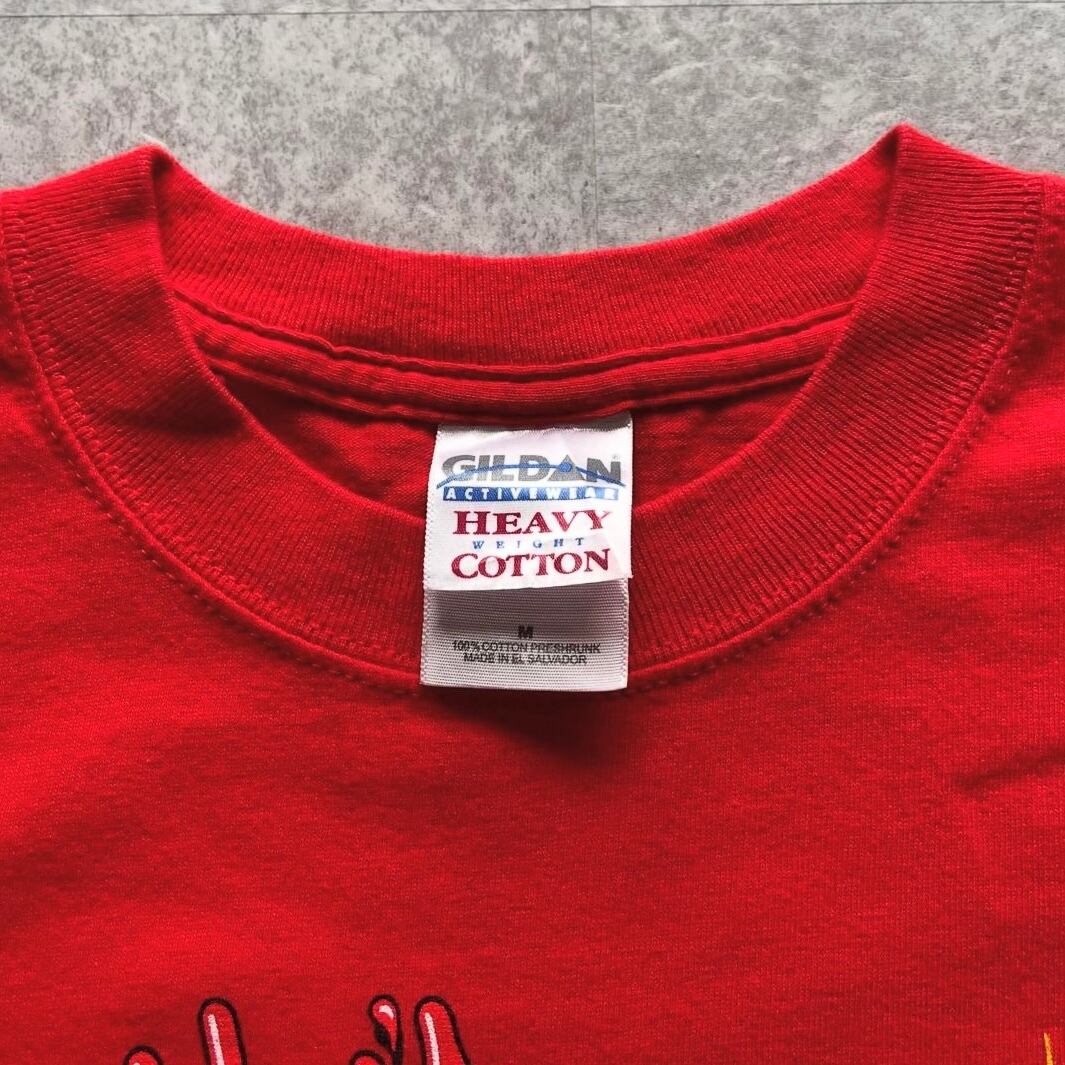 GILDAN®
ACTIVEWEAR
HEAVY
WEIGHT
COTTON
M
100% COTTON PRESHRUNK
MADE IN EL SALVADOR